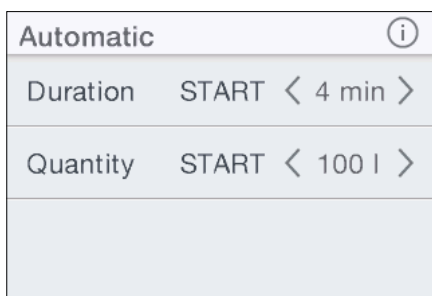 Automatic
Duration START < 4 min >
Quantity START < 100 l >